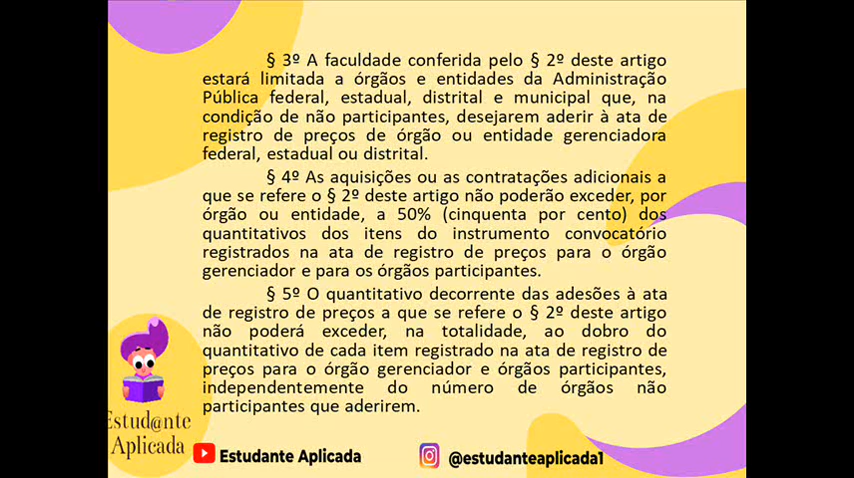 § 3º A faculdade conferida pelo § 2º deste artigo
estará limitada a órgãos e entidades da Administração
Pública federal, estadual, distrital e municipal que, na
condição de não participantes, desejarem aderir à ata de
registro de preços de órgão ou entidade gerenciadora
federal, estadual ou distrital.
§ 4º As aquisições ou as contratações adicionais a
que se refere o § 2º deste artigo não poderão exceder, por
órgão ou entidade, a 50% (cinquenta por cento) dos
quantitativos dos itens do instrumento convocatório
registrados na ata de registro de preços para o órgão
gerenciador e para os órgãos participantes.
§ 5º O quantitativo decorrente das adesões à ata
de registro de preços a que se refere o § 2º deste artigo
não poderá exceder, na totalidade, ao dobro do
quantitativo de cada item registrado na ata de registro de
preços para o órgão gerenciador e órgãos participantes,
independentemente do número de órgãos não
participantes que aderirem.
Estud@nte
Aplicada
Estudante Aplicada
@estudanteaplicada1